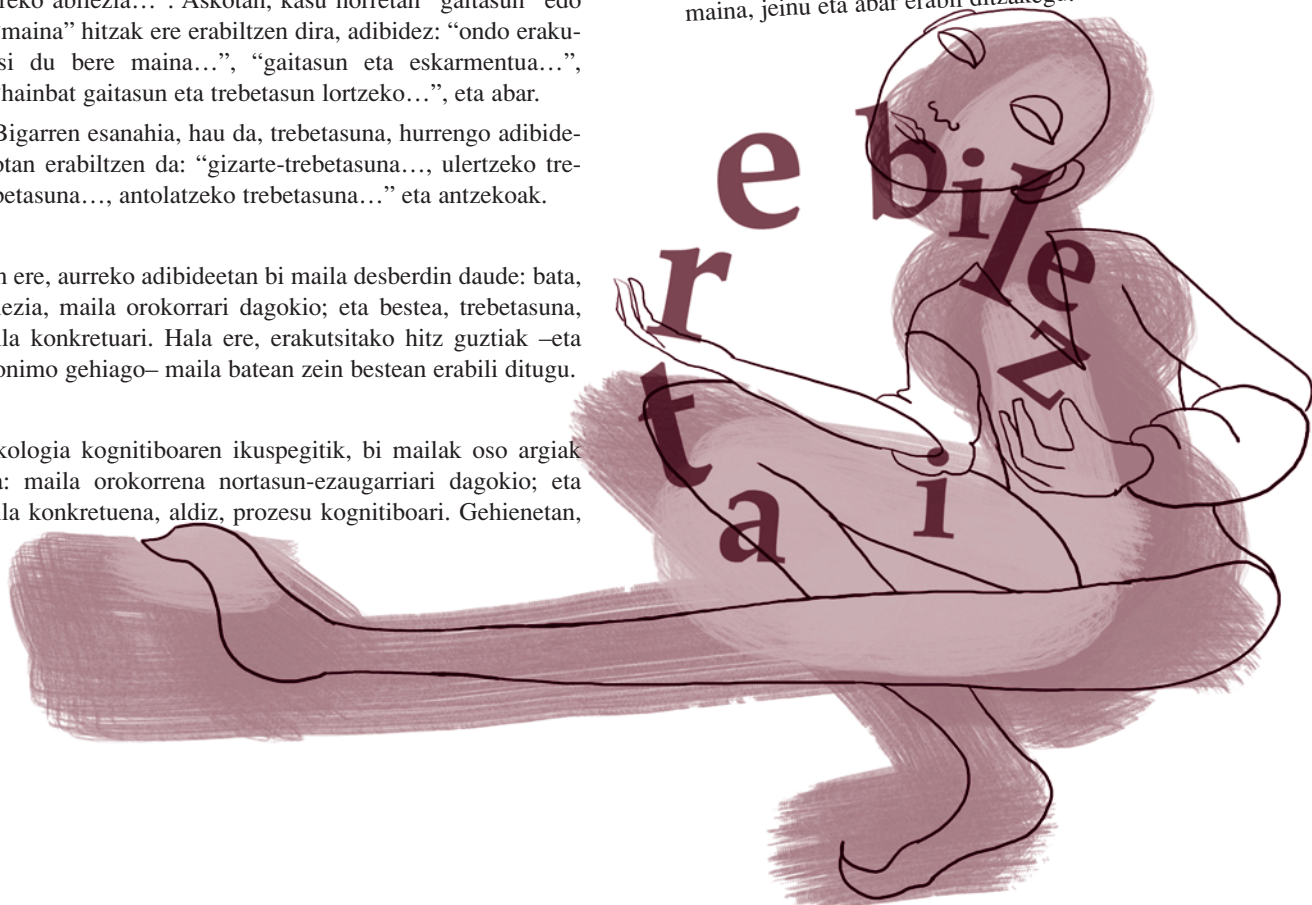 reko abilezia…”. Askotan, kasu horretan “gaitasun” edo
maina” hitzak ere erabiltzen dira, adibidez: “ondo eraku-
si du bere maina…”, “gaitasun eta eskarmentua…”,
hainbat gaitasun eta trebetasun lortzeko…”, eta abar.
Bigarren esanahia, hau da, trebetasuna, hurrengo adibide-
otan erabiltzen da: “gizarte-trebetasuna…, ulertzeko tre-
betasuna…, antolatzeko trebetasuna…” eta antzekoak.
n ere, aurreko adibideetan bi maila desberdin daude: bata,
ezia, maila orokorrari dagokio; eta bestea, trebetasuna,
la konkretuari. Hala ere, erakutsitako hitz guztiak –eta
onimo gehiago– maila batean zein bestean erabili ditugu.
kologia kognitiboaren ikuspegitik, bi mailak oso argiak
a: maila orokorrena nortasun-ezaugarriari dagokio; eta
la konkretuena, aldiz, prozesu kognitiboari. Gehienetan,
maina, jeinu eta abar erabil ditzakegu.
trebilezia